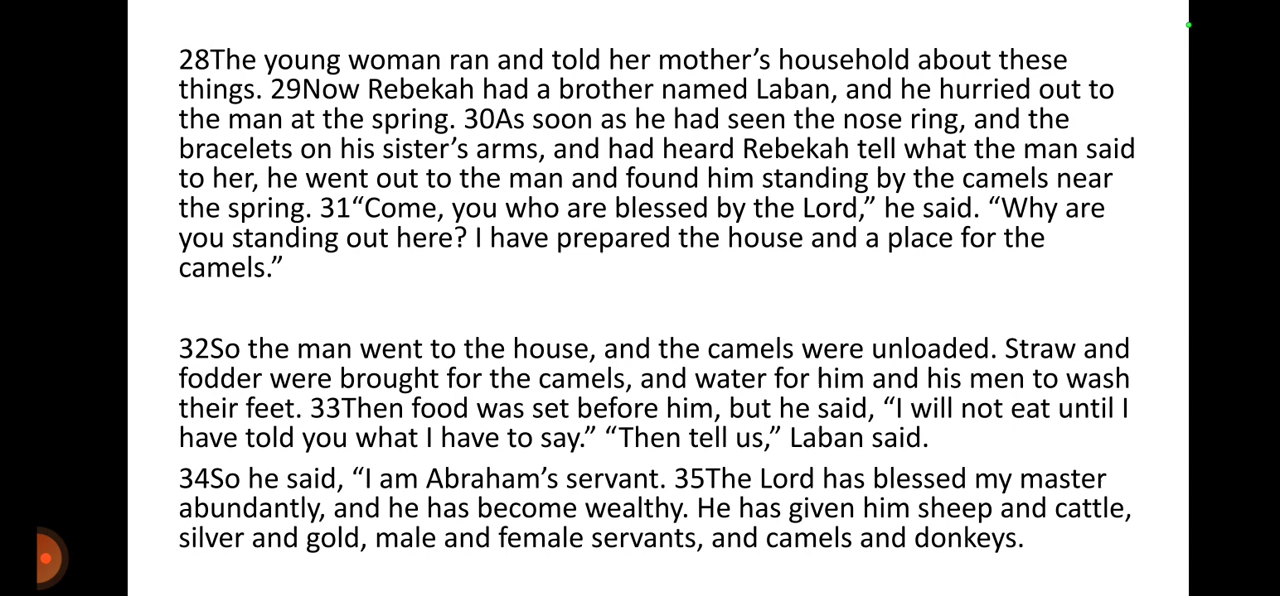 28The young woman ran and told her mother’s household about these
things. 29Now Rebekah had a brother named Laban, and he hurried out to
the man at the spring. 30As soon as he had seen the nose ring, and the
bracelets on his sister’s arms, and had heard Rebekah tell what the man said
to her, he went out to the man and found him standing by the camels near
the spring. 31“Come, you who are blessed by the Lord,” he said. “Why are
you standing out here? I have prepared the house and a place for the
camels.”
32So the man went to the house, and the camels were unloaded. Straw and
fodder were brought for the camels, and water for him and his men to wash
their feet. 33Then food was set before him, but he said, “I will not eat until I
have told you what I have to say.” “Then tell us,” Laban said.
34So he said, “I am Abraham’s servant. 35The Lord has blessed my master
abundantly, and he has become wealthy. He has given him sheep and cattle,
silver and gold, male and female servants, and camels and donkeys.